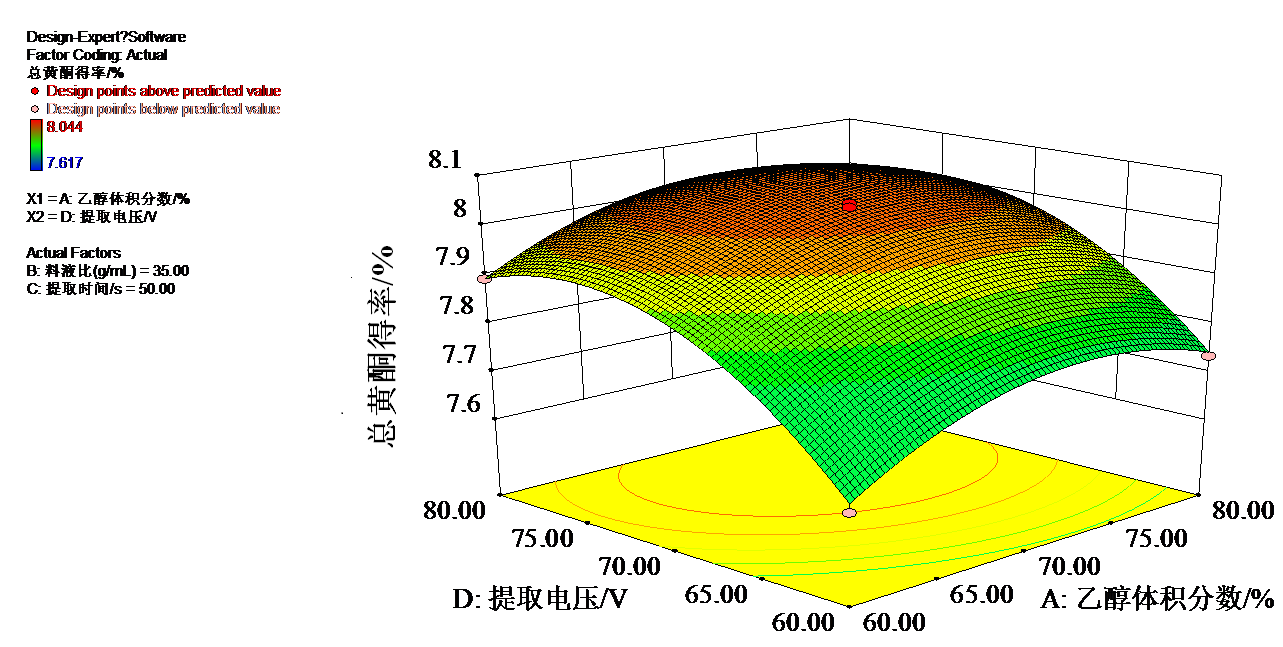 Design-Expert?Software
Factor Coding: Actual
总黄酮得率/%
Design points above predicted value
Design points below predicted value
8.044
7.617
X1 = A: 乙醇体积分数/%
X2 = D: 提取电压/V
Actual Factors
B: 料液比(g/mL) = 35.00
C: 提取时间/s = 50.00
8.1
8
7.9
7.8
7.7
7.6
总黄酮得率/%
80.00
75.00
70.00
65.00
60.00
D: 提取电压/V
60.00
65.00
70.00
75.00
80.00
A: 乙醇体积分数/%